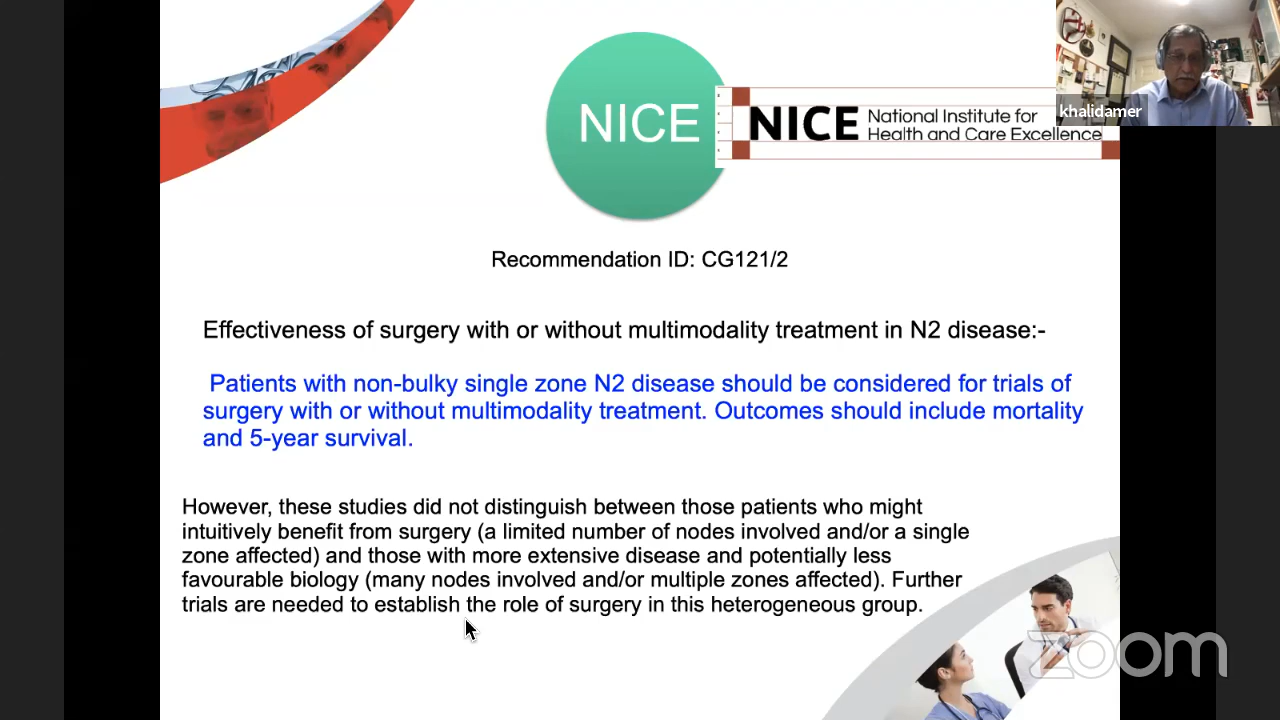 NICE
NICE National Institute for
Health and Care Excellence
khalidamer
Recommendation ID: CG121/2
Effectiveness of surgery with or without multimodality treatment in N2 disease:-
Patients with non-bulky single zone N2 disease should be considered for trials of
surgery with or without multimodality treatment. Outcomes should include mortality
and 5-year survival.
However, these studies did not distinguish between those patients who might
intuitively benefit from surgery (a limited number of nodes involved and/or a single
zone affected) and those with more extensive disease and potentially less
favourable biology (many nodes involved and/or multiple zones affected). Further
trials are needed to establish the role of surgery in this heterogeneous group.
zoom